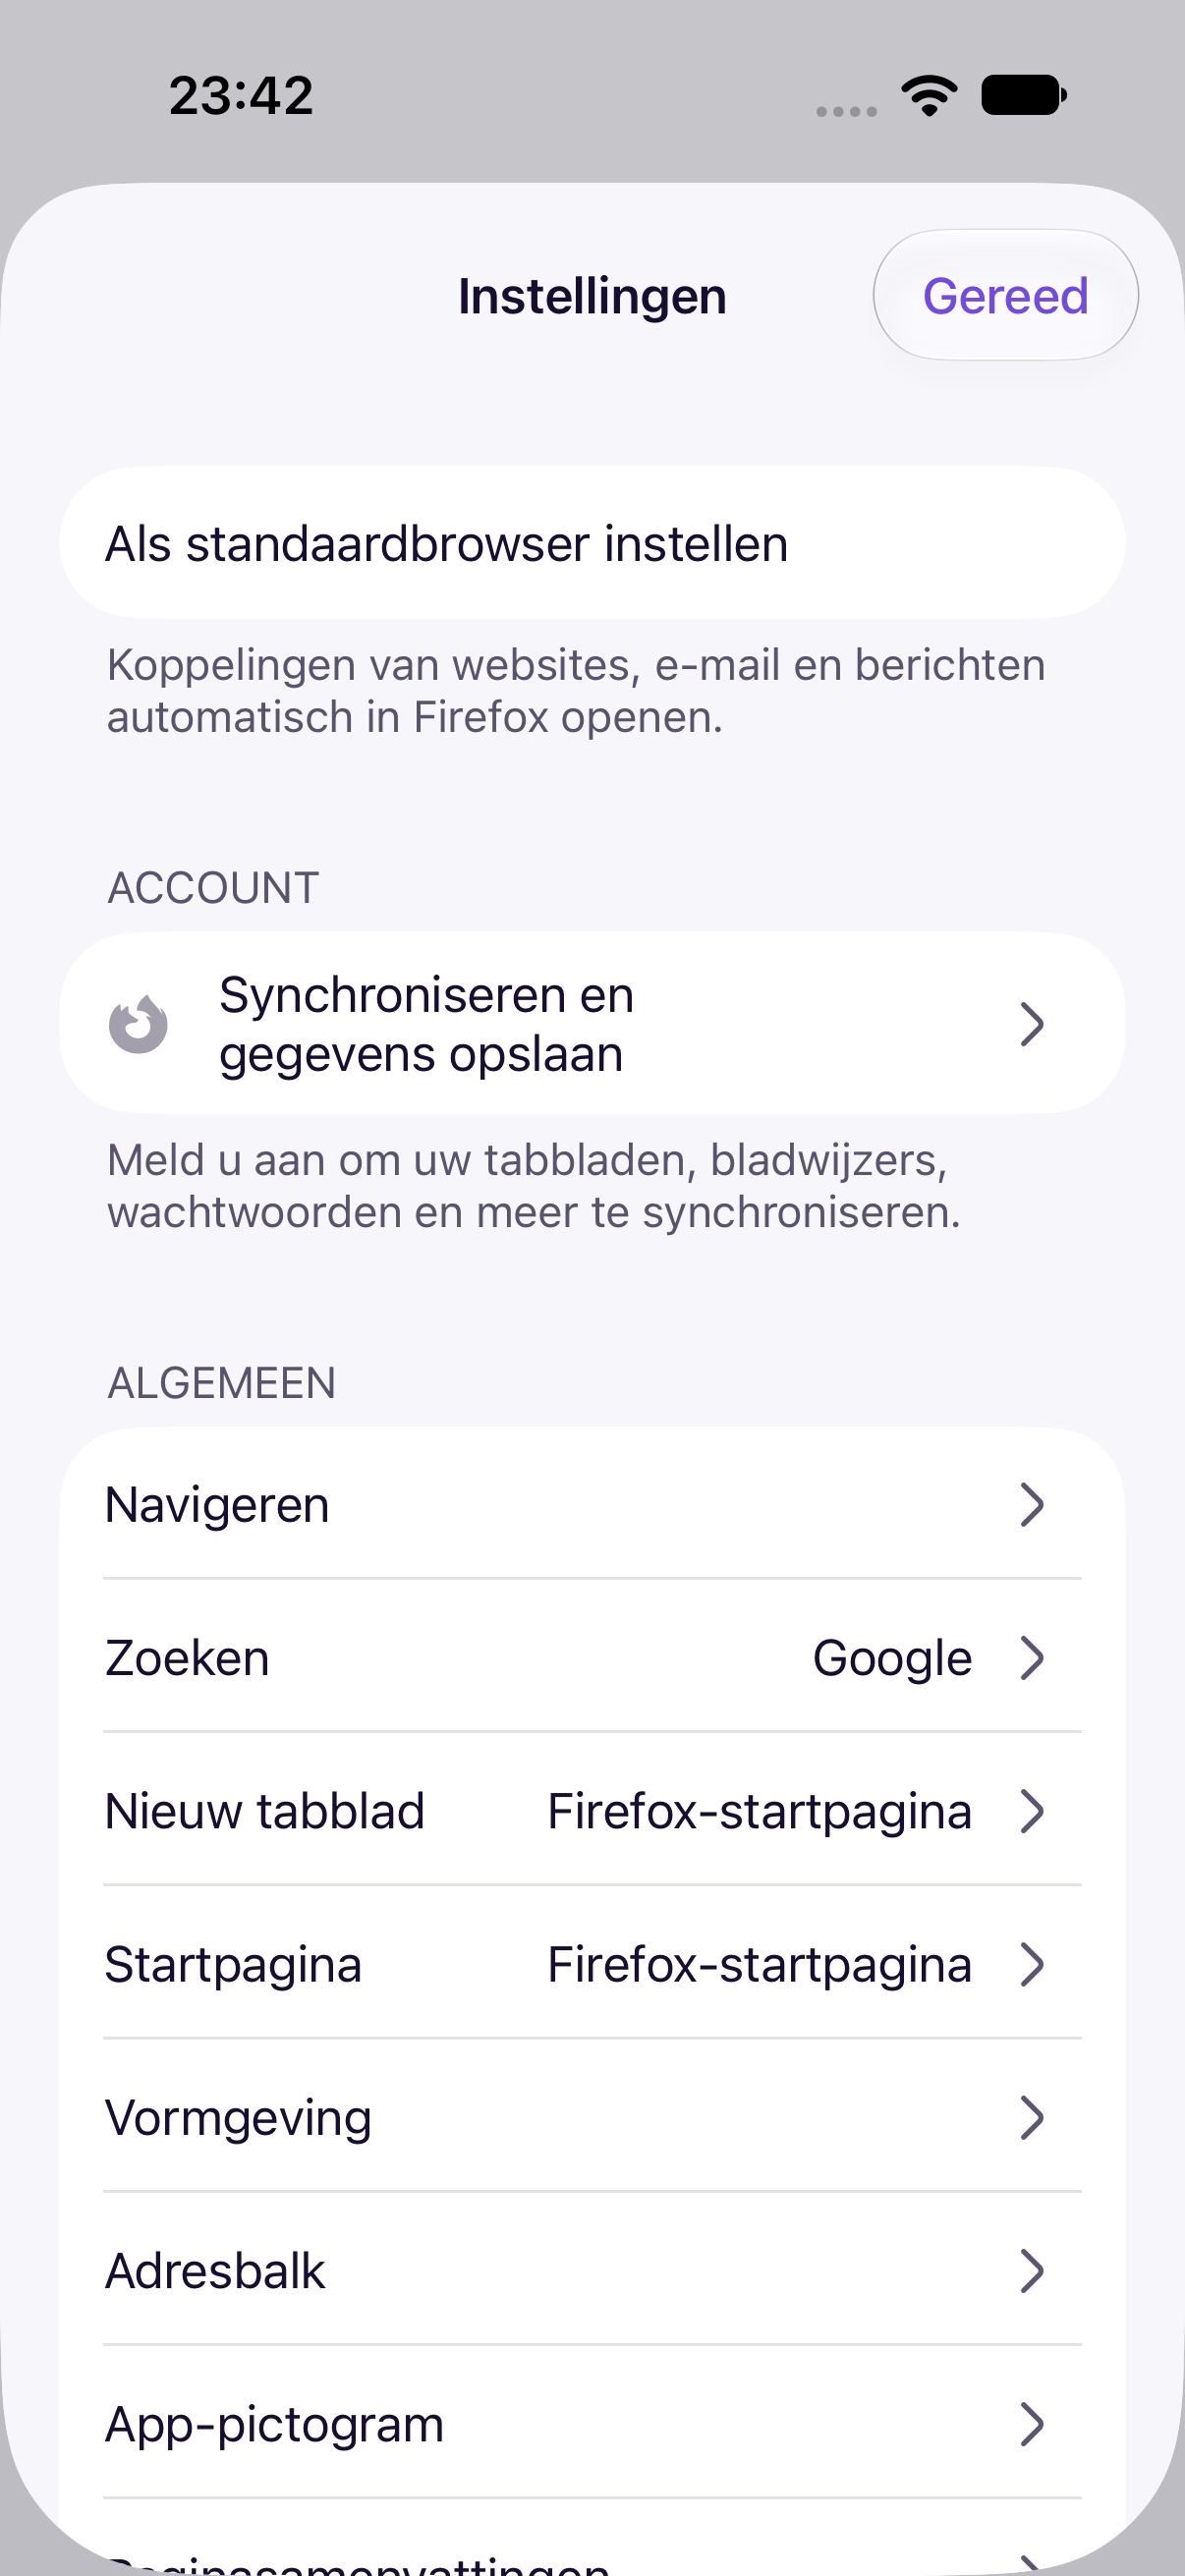 23:42
Instellingen
Gereed
Als standaardbrowser instellen
Koppelingen van websites, e-mail en berichten
automatisch in Firefox openen.
ACCOUNT
Synchroniseren en
gegevens opslaan
Meld u aan om uw tabbladen, bladwijzers,
wachtwoorden en meer te synchroniseren.
ALGEMEEN
Navigeren
Zoeken Google
Nieuw tabblad Firefox-startpagina
Startpagina Firefox-startpagina
Vormgeving
Adresbalk
App-pictogram
Paginasamenvattingen